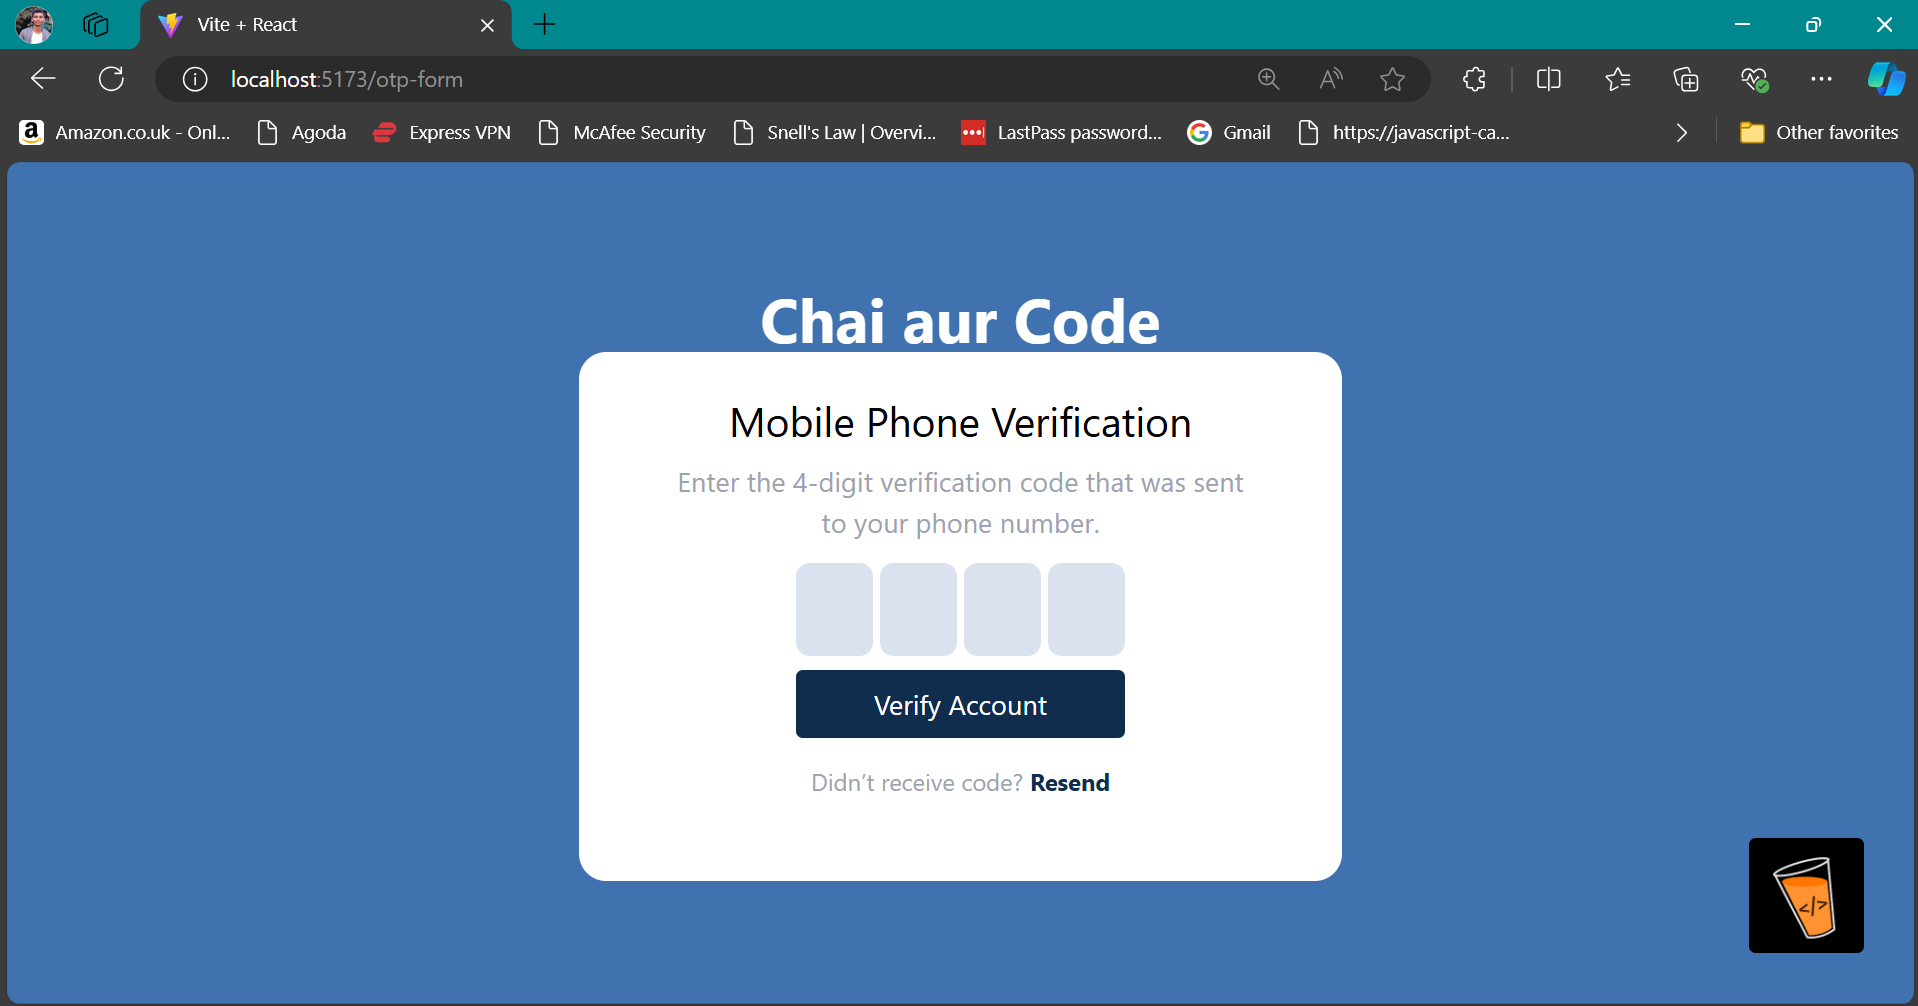 Vite + React
localhost:5173/otp-form
Amazon.co.uk - Onl...
Agoda
Express VPN
McAfee Security
Snell's Law | Overvi...
LastPass password...
Gmail
https://javascript-ca...
Other favorites
Chai aur Code
Mobile Phone Verification
Enter the 4-digit verification code that was sent
to your phone number.
Verify Account
Didn't receive code? Resend
</>